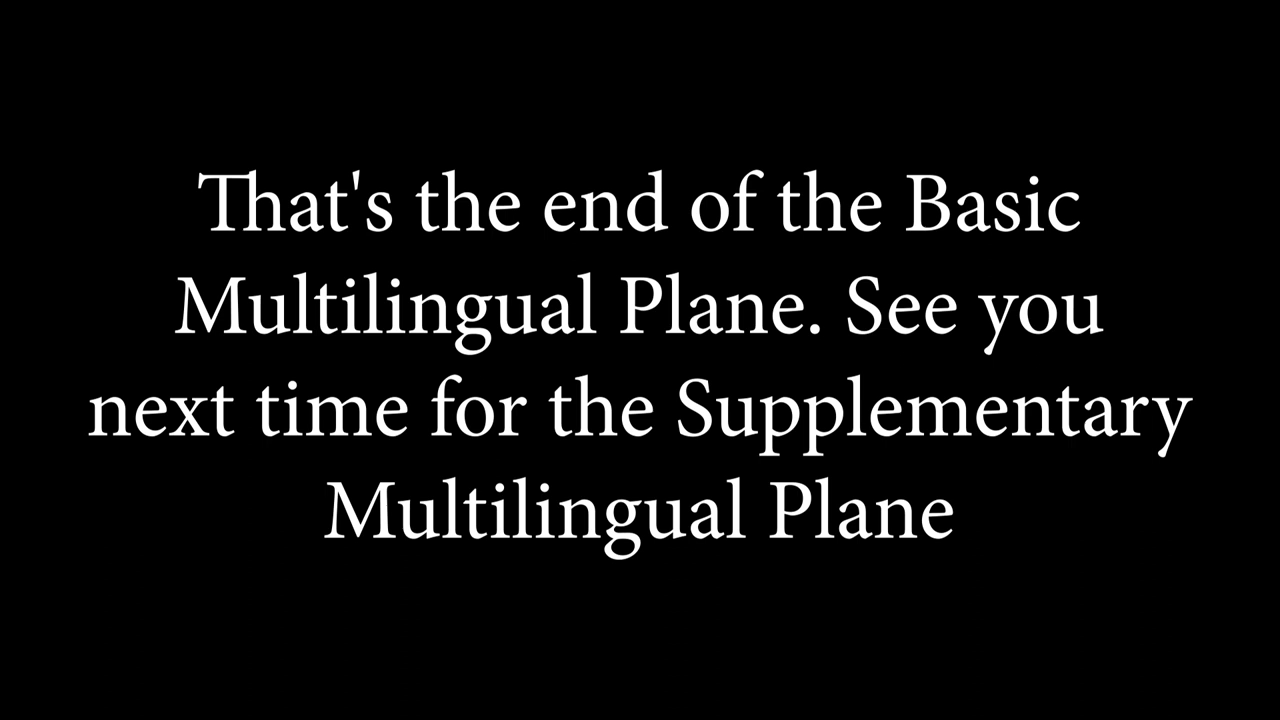 That's the end of the Basic
Multilingual Plane. See you
next time for the Supplementary
Multilingual Plane